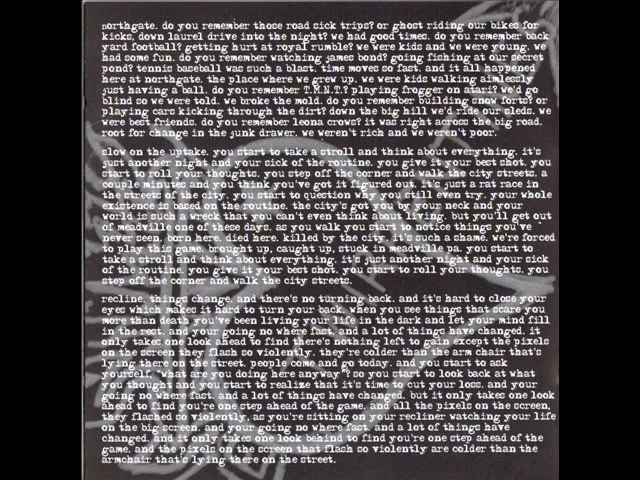 northgate. do you remember those road sick trips? or ghost riding our bikes for
kicks, down laurel drive into the night? we had good times. do you remember back
yard football? getting hurt at royal rumble? we were kids and we were young. we
had some fun. do you remember watching james bond? going fishing at our secret
pond? tennis baseball was such a blast. time moves so fast. and it all happened
here at northgate. the place where we grew up. we were kids walking aimlessly
just having a ball. do you remember T.M.N.T.? playing frogger on atari? we'd go
blind so we were told. we broke the mold. do you remember building snow forts? or
playing cars kicking through the dirt? down the big hill we'd ride our sleds. we
were best friends. do you remember leona crows? it was right across the big road.
root for change in the junk drawer. we weren't rich and we weren't poor.
slow on the uptake. you start to take a stroll and think about everything. it's
just another night and your sick of the routine. you give it your best shot. you
start to roll your thoughts. you step off the corner and walk the city streets. a
couple minutes and you think you've got it figured out. it's just a rat race in
the streets of the city. you start to question why you still even try. your whole
existence is based on the routine. the city's got you by your neck and your
world is such a wreck that you can't even think about living. but you'll get out
of meadville one of these days. as you walk you start to notice things you've
never seen. born here. died here. killed by the city. it's such a shame. we're forced
to play this game. brought up, caught up, stuck in meadville pa. you start to
take a stroll and think about everything. it's just another night and your sick
of the routine. you give it your best shot. you start to roll your thoughts. you
step off the corner and walk the city streets.
recline. things change. and there's no turning back. and it's hard to close your
eyes which makes it hard to turn your back. when you see things that scare you
more than death you've been living your life in the dark and let your mind fill
in the rest. and your going no where fast. and a lot of things have changed. it
only takes one look ahead to find there's nothing left to gain except the pixels
on the screen they flash so violently. they're colder than the arm chair that's
lying there on the street. people come and go today. and you start to ask
yourself, "what are you doing here anyway"? so you start to look back at what
you thought and you start to realize that it's time to cut your loss. and your
going no where fast. and a lot of things have changed. but it only takes one look
ahead to find you're one step ahead of the game. and all the pixels on the screen,
they flashed so violently, as you're sitting on your recliner watching your life
on the big screen. and your going no where fast. and a lot of things have
changed. and it only takes one look behind to find you're one step ahead of the
game. and the pixels on the screen that flash so violently are colder than the
armchair that's lying there on the street.